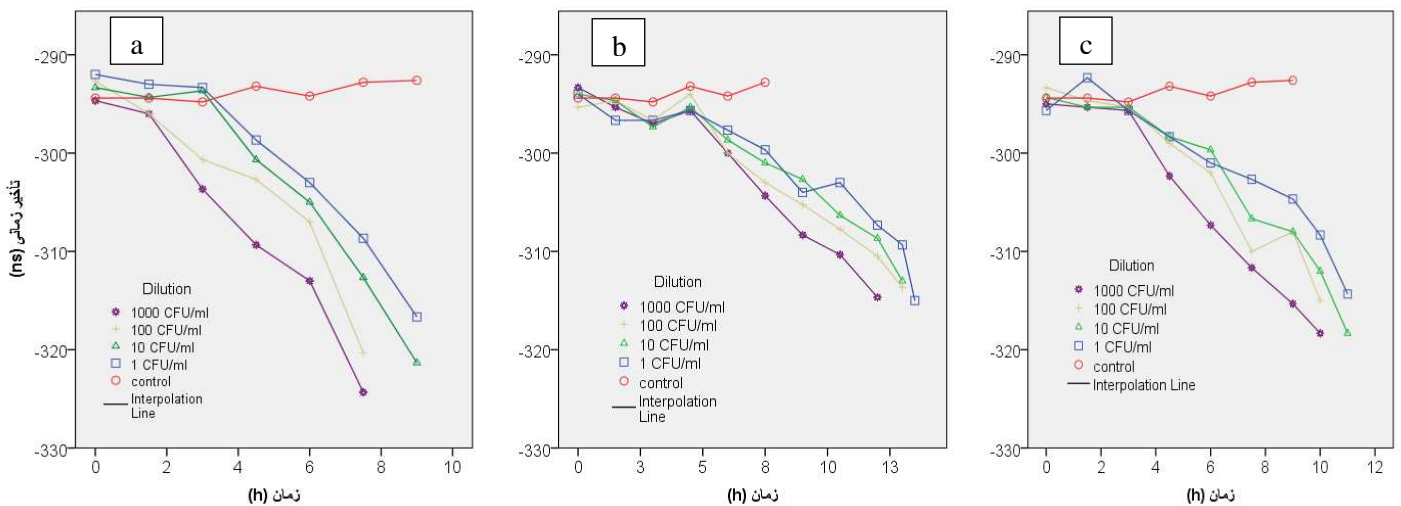 a
-290
-300
-310
-320
-330
تأخیر زمانی (ns)
Dilution
1000 CFU/ml
100 CFU/ml
10 CFU/ml
1 CFU/ml
control
Interpolation
Line
0 2 4 6 8 10
زمان (h)
b
-290
-300
-310
-320
-330
Dilution
1000 CFU/ml
100 CFU/ml
10 CFU/ml
1 CFU/ml
control
Interpolation
Line
0 3 5 8 10 13
زمان (h)
c
-290
-300
-310
-320
-330
Dilution
1000 CFU/ml
100 CFU/ml
10 CFU/ml
1 CFU/ml
control
Interpolation Line
0 2 4 6 8 10 12
زمان (h)